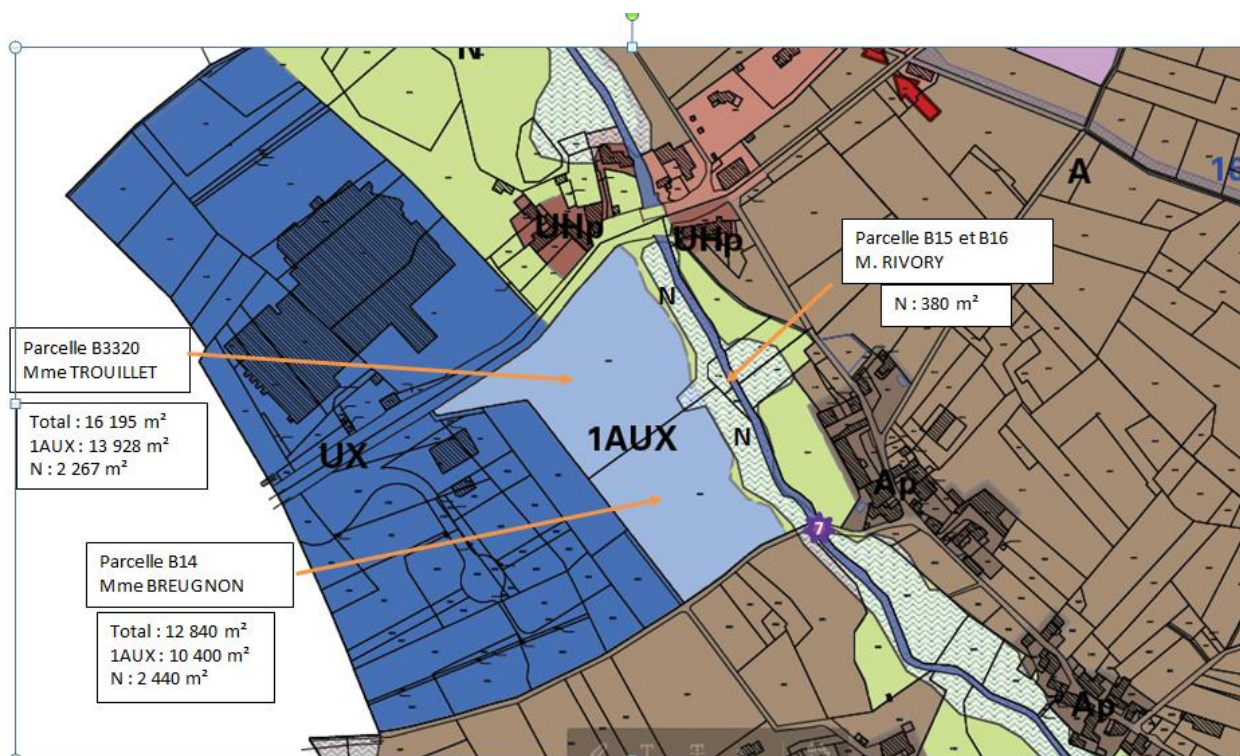 N
A
16
UHp
UHp
Parcelle B15 et B16
M. RIVORY
N : 380 m²
N
Parcelle B3320
Mme TROUILLET
Total : 16 195 m²
1AUX : 13 928 m²
N : 2 267 m²
UX
1AUX
N
Ap
7
Parcelle B14
Mme BREUGNON
Total : 12 840 m²
1AUX : 10 400 m²
N : 2 440 m²
Ap
T
T